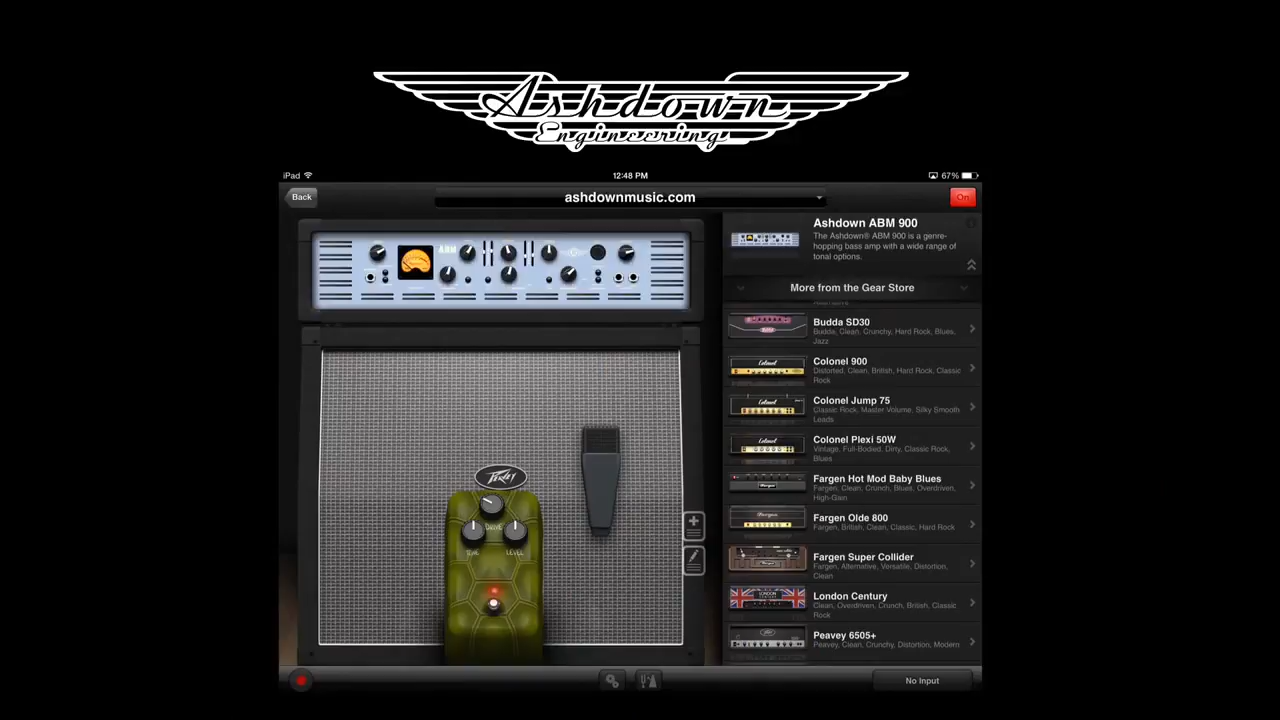 Ashdown
Engineering
iPad
12:48 PM
67%
Back
ashdownmusic.com
On
Ashdown ABM 900
The Ashdown® ABM 900 is a genre-
hopping bass amp with a wide range of
tonal options.
ABM
More from the Gear Store
Alternative
Budda SD30
Budda, Clean, Crunchy, Hard Rock, Blues,
Jazz
Colonel 900
Distorted, Clean, British, Hard Rock, Classic
Rock
Colonel Jump 75
Classic Rock, Master Volume, Silky Smooth
Leads
Colonel Plexi 50W
Vintage, Full-Bodied, Dirty, Classic Rock,
Blues
Fargen Hot Mod Baby Blues
Fargen, Clean, Crunch, Blues, Overdriven,
High-Gain
Fargen Olde 800
Fargen, British, Clean, Classic, Hard Rock
Fargen Super Collider
Fargen, Alternative, Versatile, Distortion,
Clean
London Century
Clean, Overdriven, Crunch, British, Classic
Rock
Peavey 6505+
Peavey, Clean, Crunchy, Distortion, Modern
Peavey
DRIVE
TONE
LEVEL
No Input